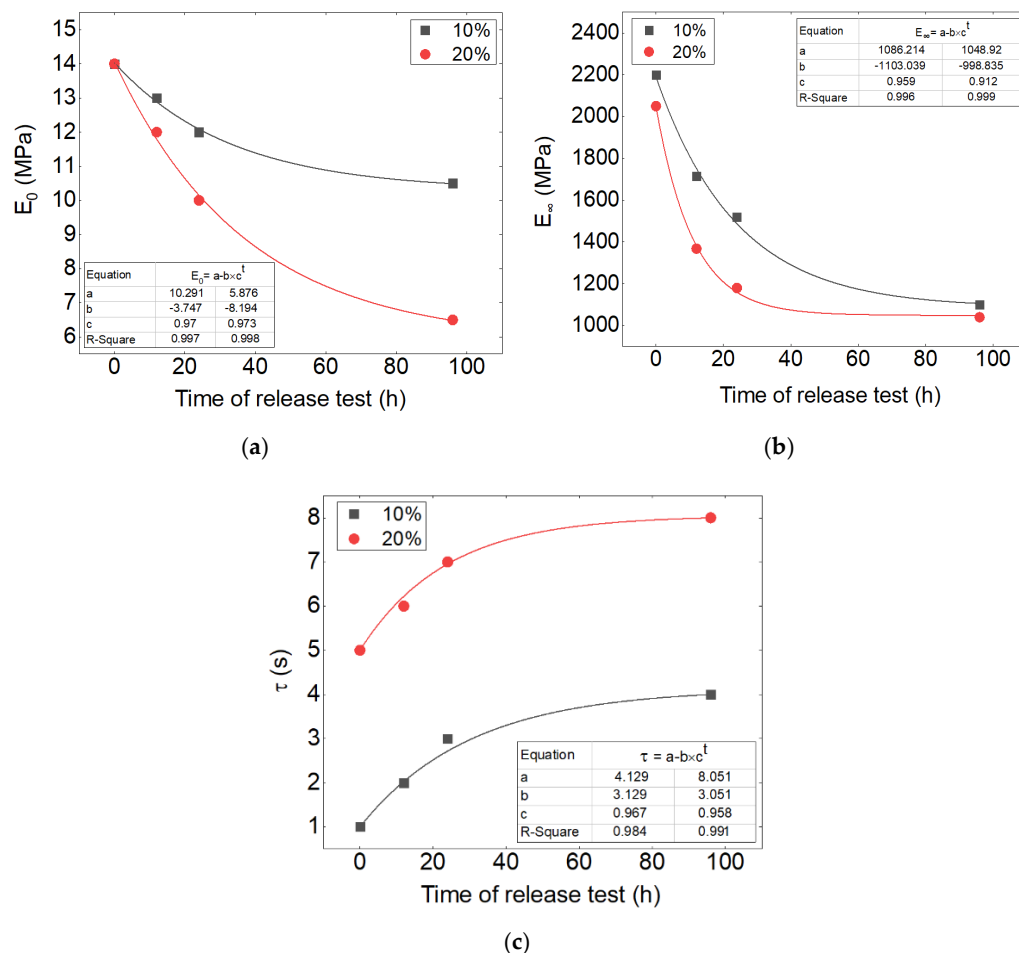 15
14
13
12
11
10
9
8
7
6
E₀ (MPa)
10%
20%
Equation E₀= a-b×c^t
a 10.291 5.876
b -3.747 -8.194
c 0.97 0.973
R-Square 0.997 0.998
0 20 40 60 80 100
Time of release test (h)
(a)
2400
2200
2000
1800
1600
1400
1200
1000
E∞ (MPa)
10%
20%
Equation E∞= a-b×c^t
a 1086.214 1048.92
b -1103.039 -998.835
c 0.959 0.912
R-Square 0.996 0.999
0 20 40 60 80 100
Time of release test (h)
(b)
8
7
6
5
4
3
2
1
τ (s)
10%
20%
Equation τ = a-b×c^t
a 4.129 8.051
b 3.129 3.051
c 0.967 0.958
R-Square 0.984 0.991
0 20 40 60 80 100
Time of release test (h)
(c)